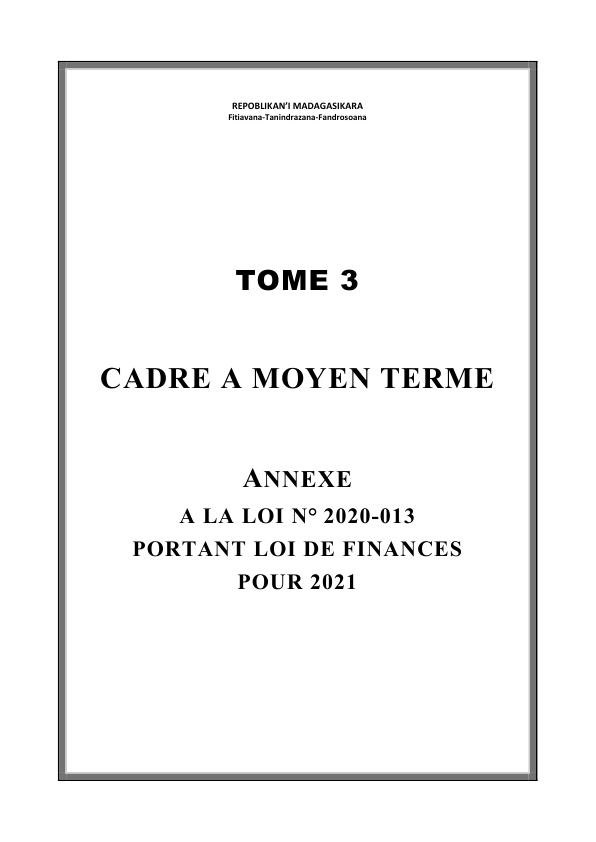 REPOBLIKAN'I MADAGASIKARA
Fitiavana-Tanindrazana-Fandrosoana
TOME 3
CADRE A MOYEN TERME
ANNEXE
A LA LOI N° 2020-013
PORTANT LOI DE FINANCES
POUR 2021